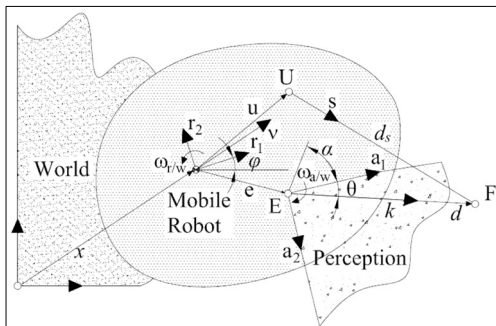 U
u
s
r2
ν
r1
ds
World
ωr/w
φ
α
a1
F
Mobile
Robot
e
ωa/w
θ
E
k
d
x
a2
Perception